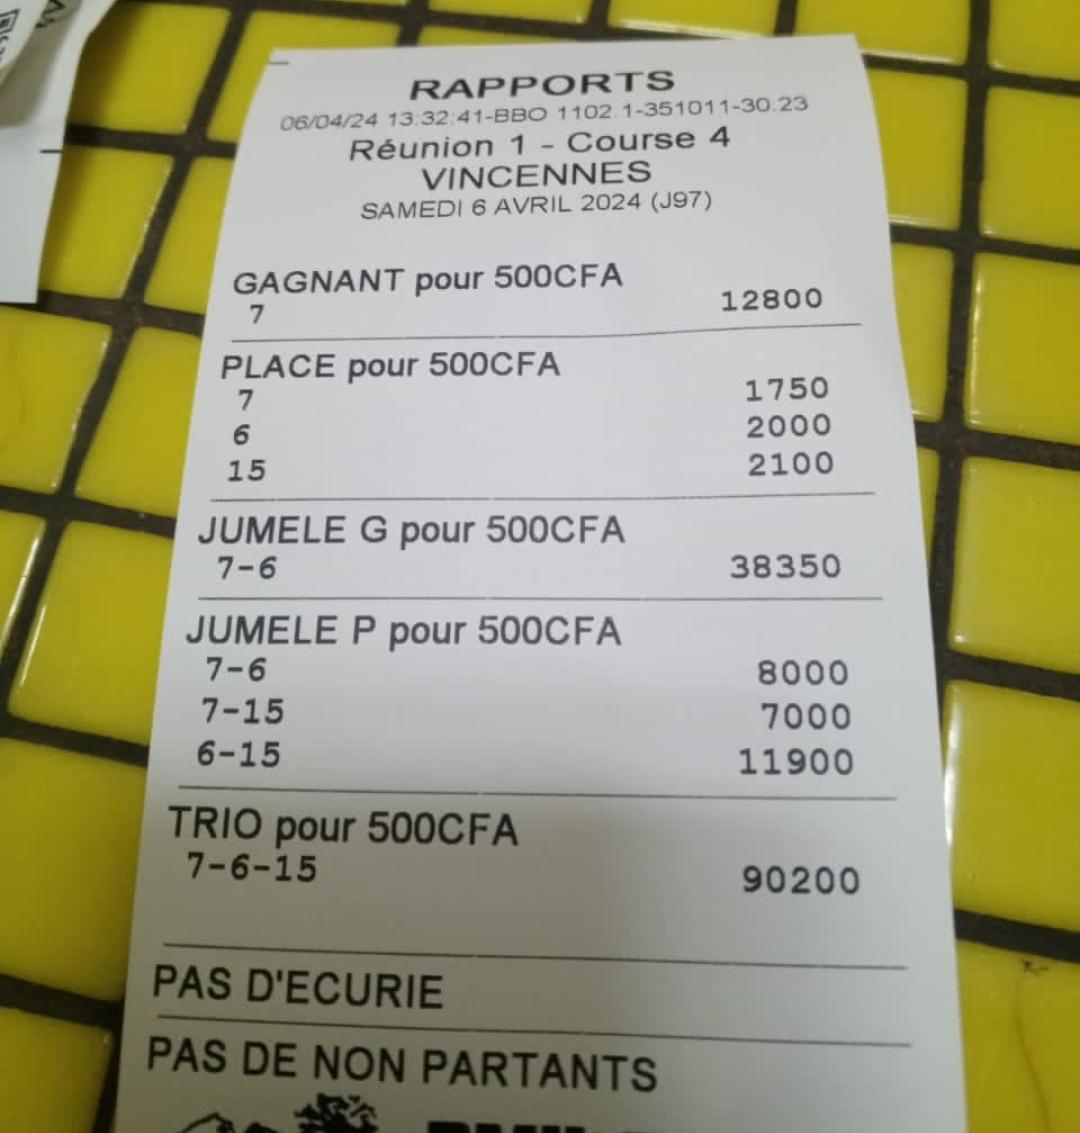 RAPPORTS
06/04/24 13:32:41-BBO 1102.1-351011-30.23
Réunion 1 - Course 4
VINCENNES
SAMEDI 6 AVRIL 2024 (J97)
GAGNANT pour 500CFA
7 12800
PLACE pour 500CFA
7 1750
6 2000
15 2100
JUMELE G pour 500CFA
7-6 38350
JUMELE P pour 500CFA
7-6 8000
7-15 7000
6-15 11900
TRIO pour 500CFA
7-6-15 90200
PAS D'ECURIE
PAS DE NON PARTANTS